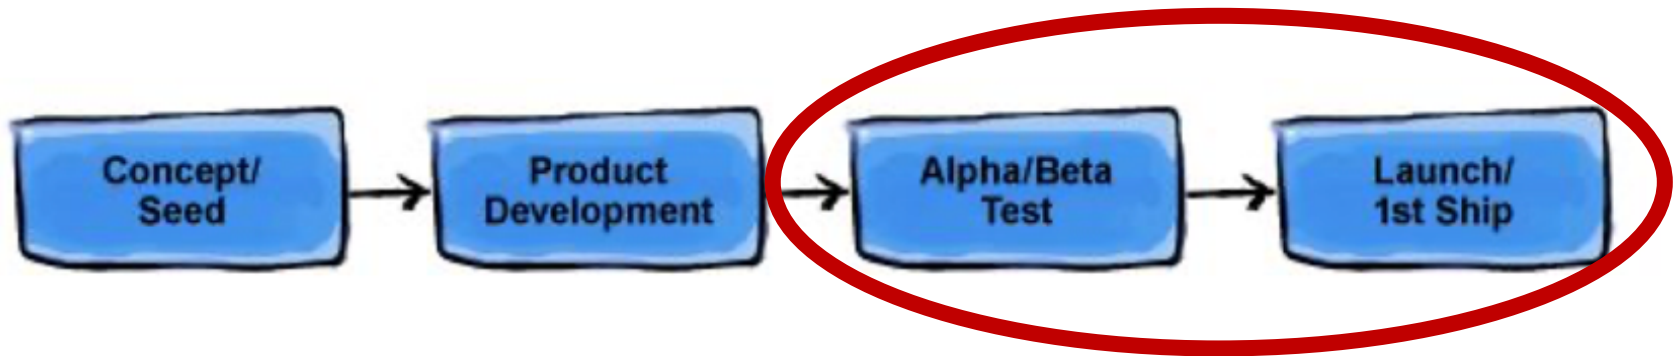 Concept/
Seed
Product
Development
Alpha/Beta
Test
Launch/
1st Ship